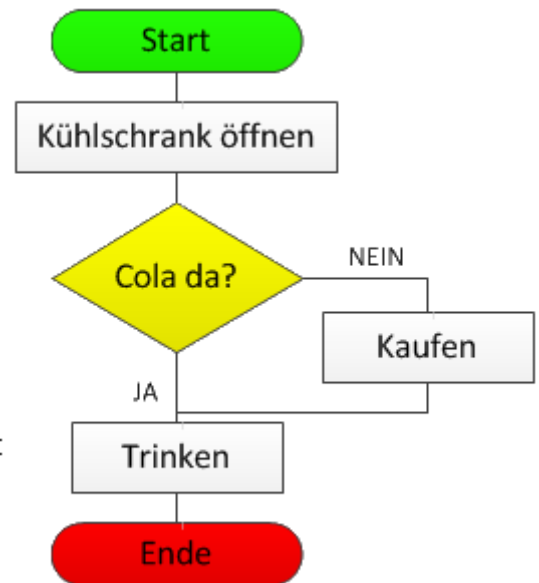 Start
Kühlschrank öffnen
Cola da?
NEIN
Kaufen
JA
Trinken
Ende